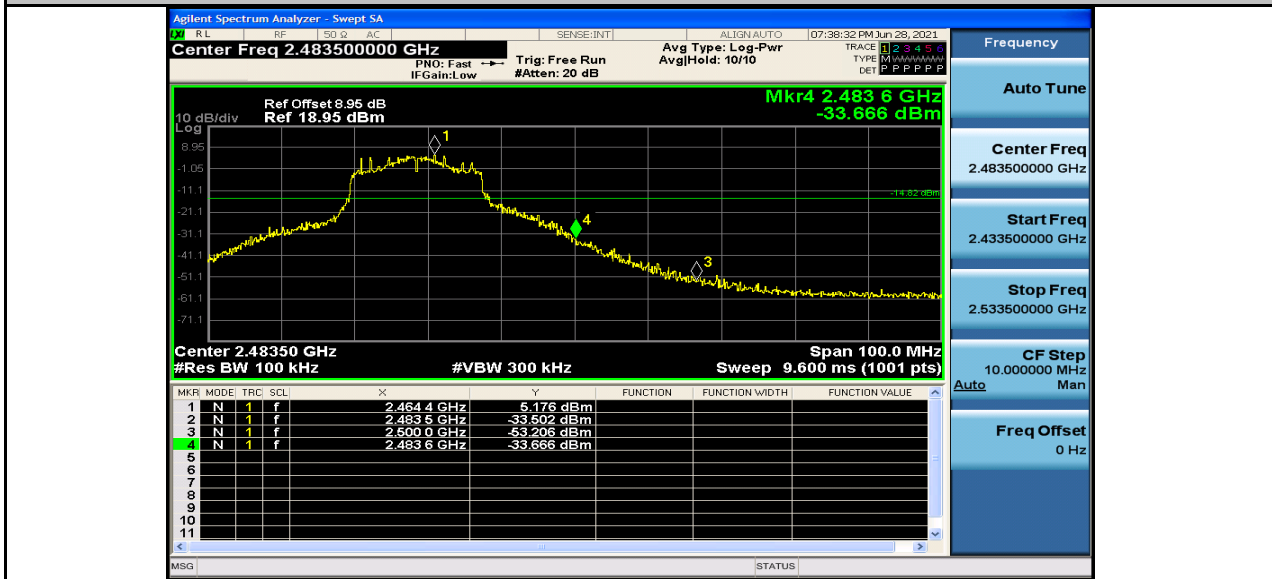 Agilent Spectrum Analyzer - Swept SA
LXI RL RF 50 Ω AC SENSE:INT ALIGN AUTO 07:38:32 PM Jun 28, 2021
Center Freq 2.483500000 GHz
PNO: Fast
IFGain:Low
Trig: Free Run
#Atten: 20 dB
Avg Type: Log-Pwr
Avg|Hold: 10/10
TRACE 1 2 3 4 5 6
TYPE M
DET P P P P P P
Ref Offset 8.95 dB
Ref 18.95 dBm
10 dB/div
Log
Mkr4 2.483 6 GHz
-33.666 dBm
8.95
-1.05
-11.1
-21.1
-31.1
-41.1
-51.1
-61.1
-71.1
1
4
3
-14.82 dBm
Center 2.48350 GHz Span 100.0 MHz
#Res BW 100 kHz #VBW 300 kHz Sweep 9.600 ms (1001 pts)
MKR MODE TRC SCL X Y FUNCTION FUNCTION WIDTH FUNCTION VALUE
1 N 1 f 2.464 4 GHz 5.176 dBm
2 N 1 f 2.483 5 GHz -33.502 dBm
3 N 1 f 2.500 0 GHz -53.206 dBm
4 N 1 f 2.483 6 GHz -33.666 dBm
5
6
7
8
9
10
11
MSG STATUS
Frequency
Auto Tune
Center Freq
2.483500000 GHz
Start Freq
2.433500000 GHz
Stop Freq
2.533500000 GHz
CF Step
10.000000 MHz
Auto Man
Freq Offset
0 Hz